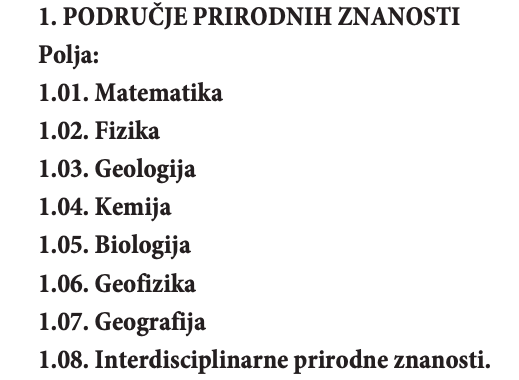 1. PODRUČJE PRIRODNIH ZNANOSTI
Polja:
1.01. Matematika
1.02. Fizika
1.03. Geologija
1.04. Kemija
1.05. Biologija
1.06. Geofizika
1.07. Geografija
1.08. Interdisciplinarne prirodne znanosti.